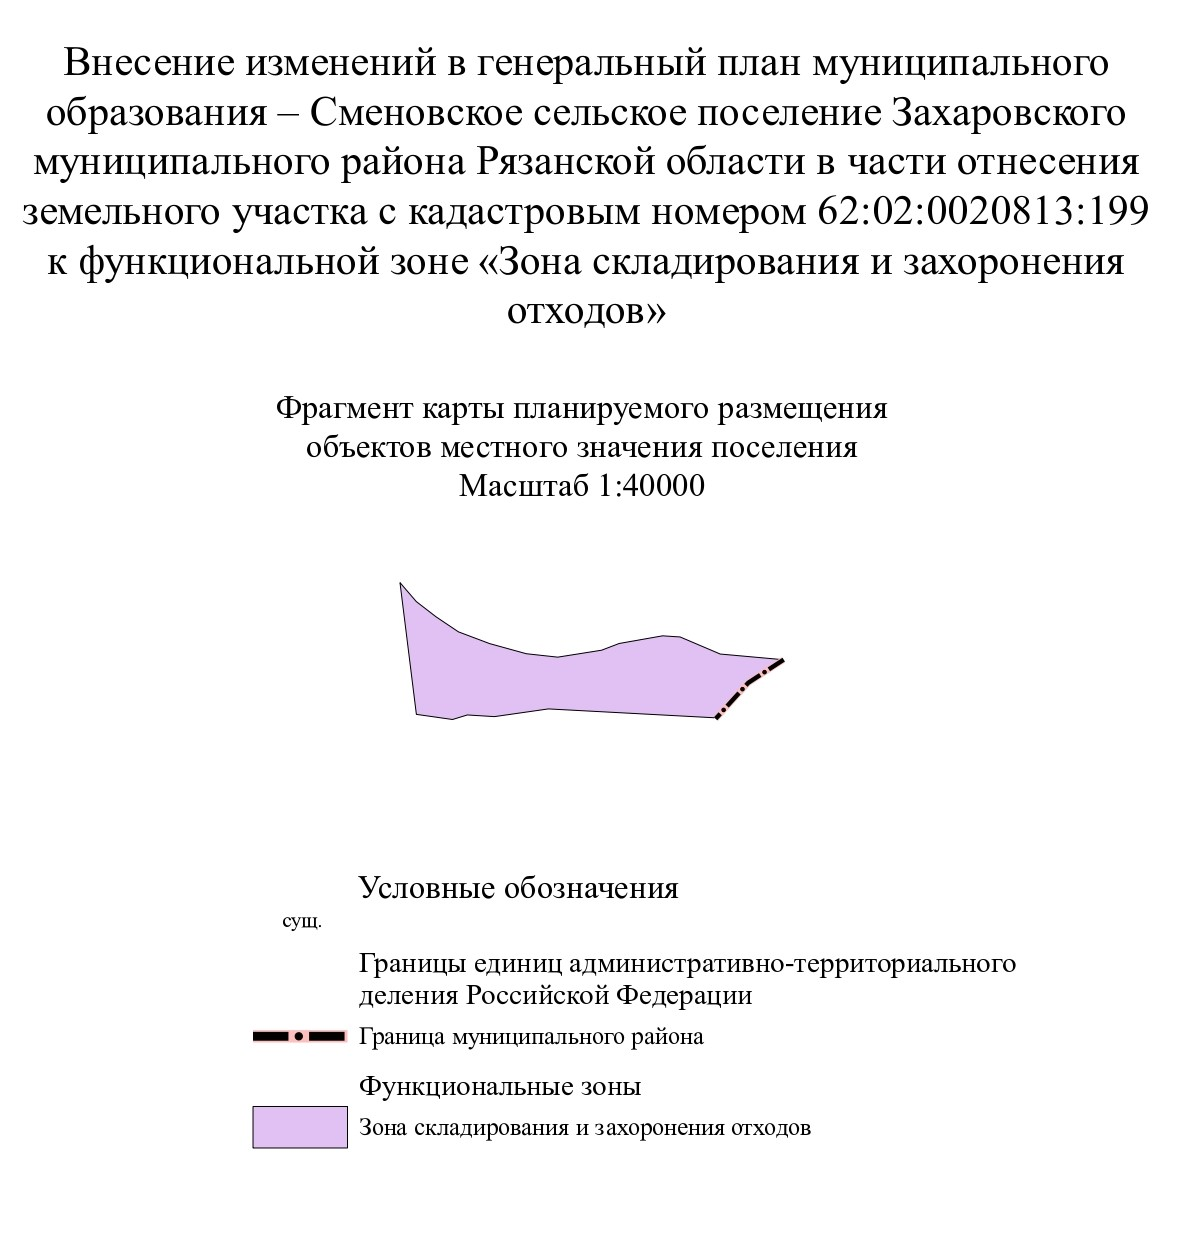 Внесение изменений в генеральный план муниципального
образования – Сменовское сельское поселение Захаровского
муниципального района Рязанской области в части отнесения
земельного участка с кадастровым номером 62:02:0020813:199
к функциональной зоне «Зона складирования и захоронения
отходов»
Фрагмент карты планируемого размещения
объектов местного значения поселения
Масштаб 1:40000
Условные обозначения
сущ.
Границы единиц административно-территориального
деления Российской Федерации
Граница муниципального района
Функциональные зоны
Зона складирования и захоронения отходов